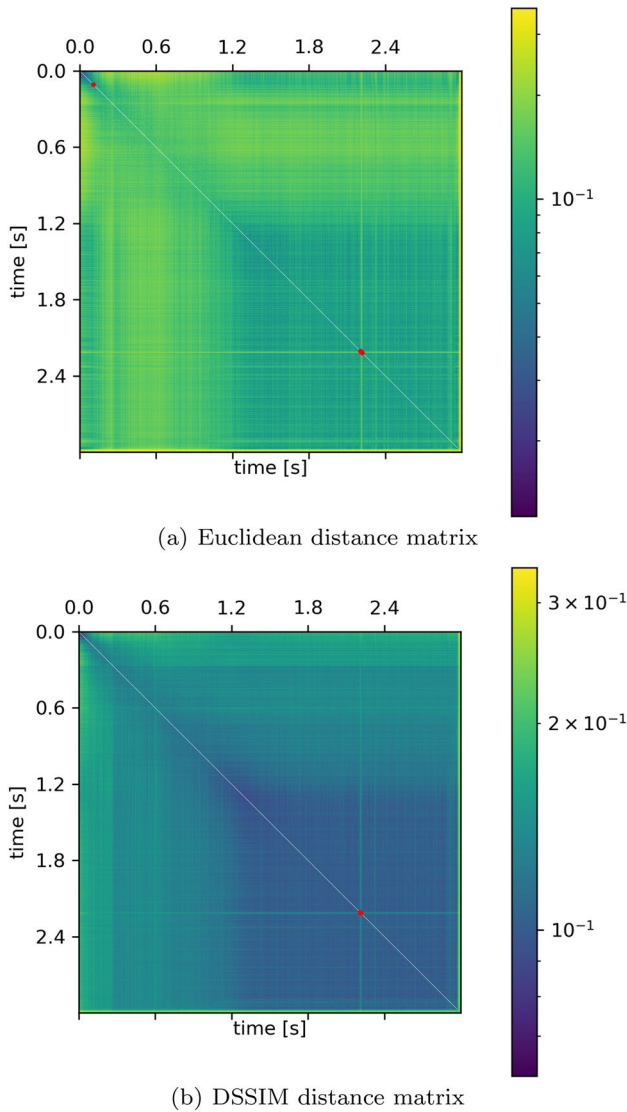 0.0 0.6 1.2 1.8 2.4
0.0
0.6
1.2
1.8
2.4
time [s]
time [s]
10⁻¹
(a) Euclidean distance matrix
0.0 0.6 1.2 1.8 2.4
0.0
0.6
1.2
1.8
2.4
time [s]
time [s]
3 × 10⁻¹
2 × 10⁻¹
10⁻¹
(b) DSSIM distance matrix